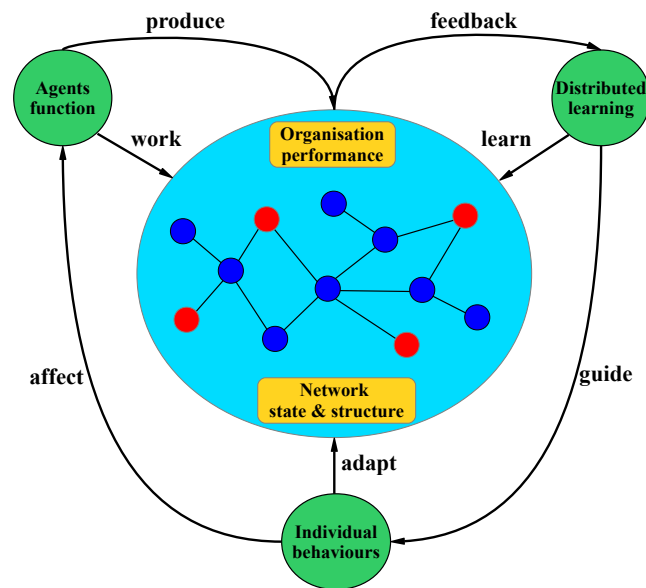 produce
feedback
Agents
function
Distributed
learning
work
Organisation
performance
learn
affect
Network
state & structure
guide
adapt
Individual
behaviours